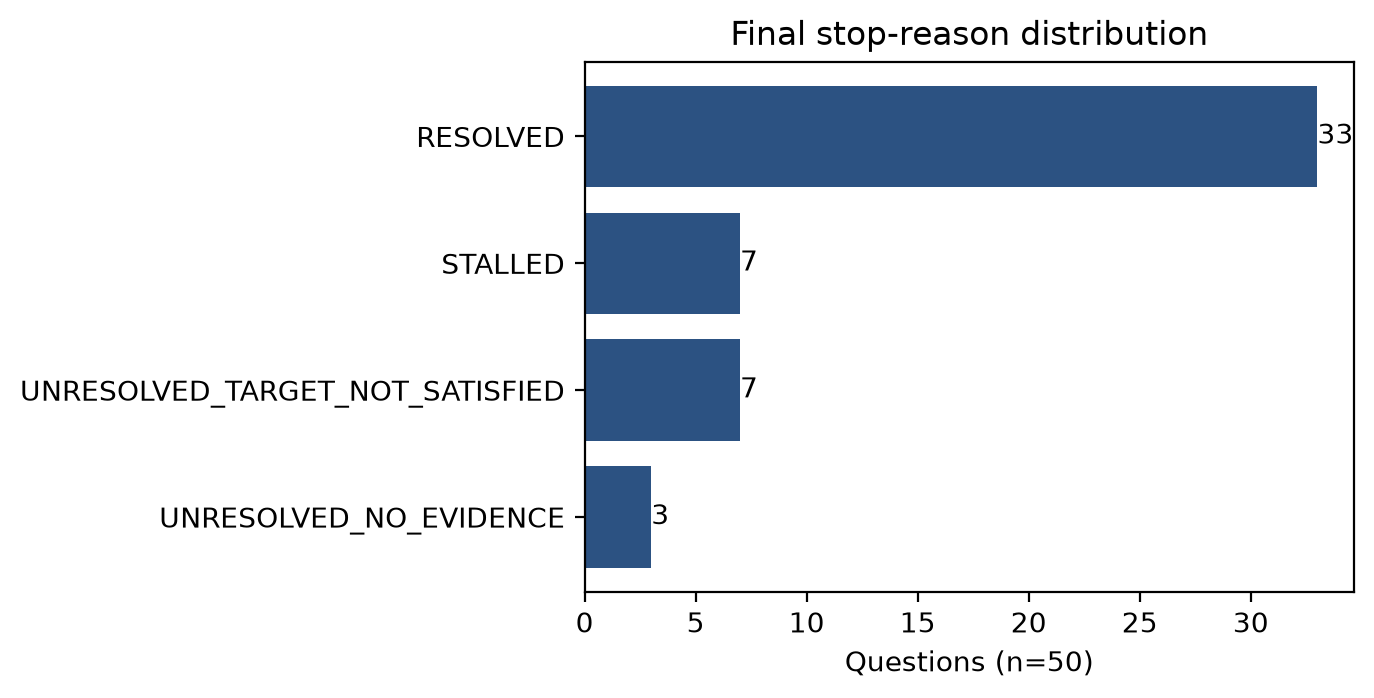 Final stop-reason distribution
RESOLVED
33
STALLED
7
UNRESOLVED_TARGET_NOT_SATISFIED
7
UNRESOLVED_NO_EVIDENCE
3
0 5 10 15 20 25 30
Questions (n=50)